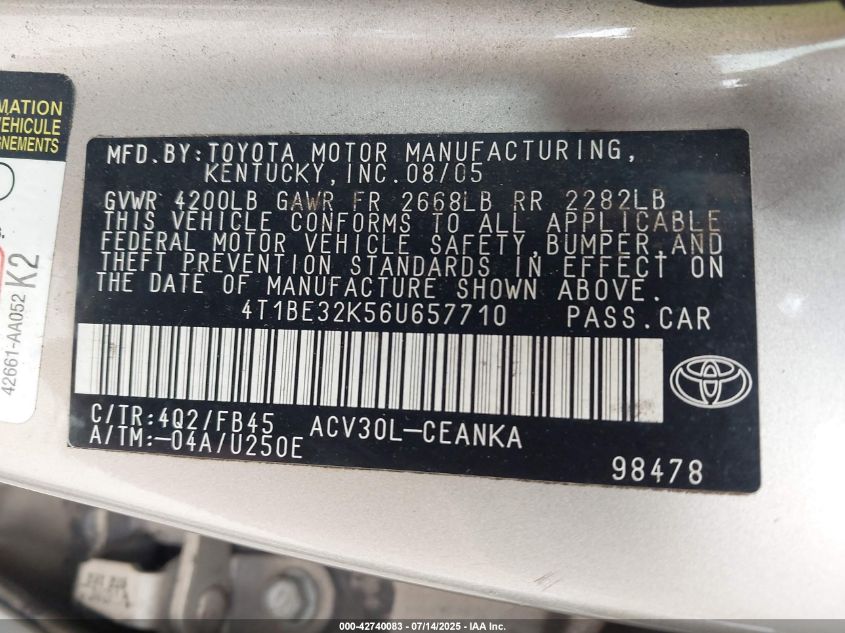 MATION
VÉHICULE
GNEMENTS
42661-AA052 K2
MFD.BY:TOYOTA MOTOR MANUFACTURING,
KENTUCKY,INC.08/05
GVWR 4200LB GAWR FR 2668LB RR 2282LB
THIS VEHICLE CONFORMS TO ALL APPLICABLE
FEDERAL MOTOR VEHICLE SAFETY,BUMPER,AND
THEFT PREVENTION STANDARDS IN EFFECT ON
THE DATE OF MANUFACTURE SHOWN ABOVE.
4T1BE32K56U657710 PASS.CAR
C/TR:4Q2/FB45 ACV30L-CEANKA
A/TM:-04A/U250E
98478
000-42740083 - 07/14/2025 - IAA Inc.